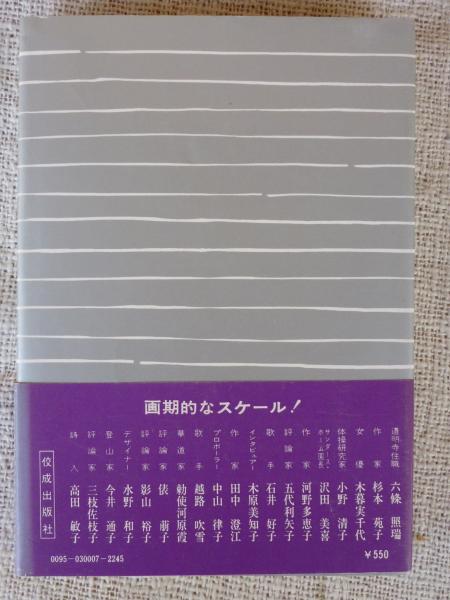 画期的なスケール！
道明寺住職 六條 照瑞
作家 杉本 苑子
女優 木暮実千代
体操研究家 小野 清子
サンダースホーム園長 沢田 美喜
作家 河野多恵子
評論家 五代利矢子
歌手 石井 好子
インタビュアー 木原美知子
作家 田中 澄江
プロボーラー 中山 律子
歌手 越路 吹雪
華道家 勅使河原霞
評論家 俵 萠子
評論家 影山 裕子
デザイナー 水野 和子
登山家 今井 通子
評論家 三枝佐枝子
詩人 高田 敏子
佼成出版社
¥550
0095-030007-2245